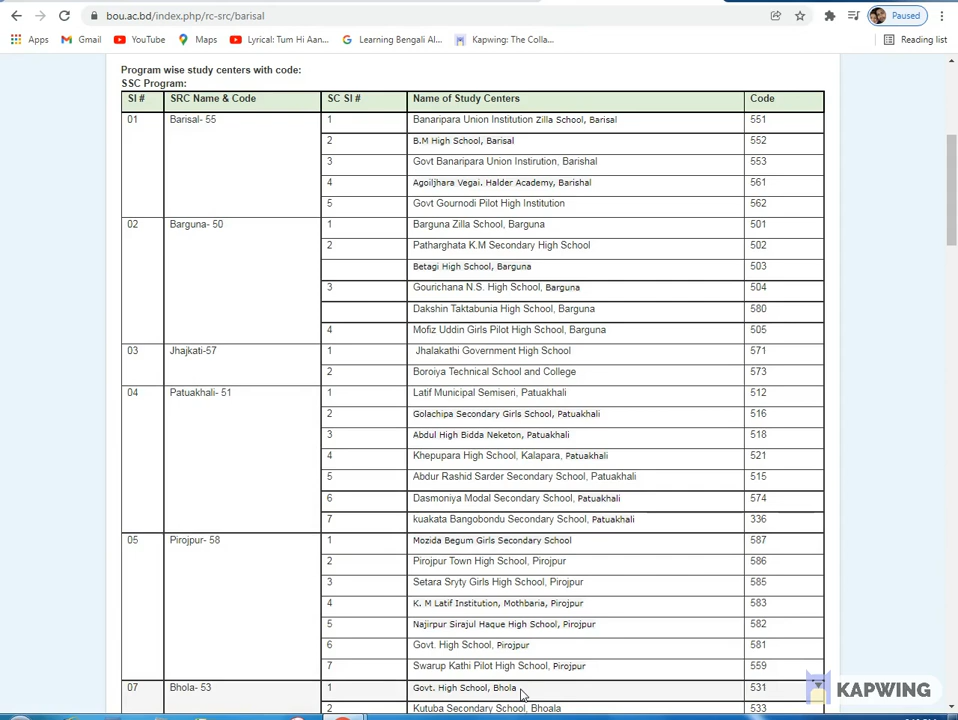 bou.ac.bd/index.php/rc-src/barisal
Paused
Apps Gmail YouTube Maps Lyrical: Tum Hi Aan... Learning Bengali Al... Kapwing: The Colla... Reading list
Program wise study centers with code:
SSC Program:
Sl # SRC Name & Code SC Sl # Name of Study Centers Code
01 Barisal- 55 1 Banaripara Union Institution Zilla School, Barisal 551
2 B.M High School, Barisal 552
3 Govt Banaripara Union Instirution, Barishal 553
4 Agoiljhara Vegai. Halder Academy, Barishal 561
5 Govt Gournodi Pilot High Institution 562
02 Barguna- 50 1 Barguna Zilla School, Barguna 501
2 Patharghata K.M Secondary High School 502
Betagi High School, Barguna 503
3 Gourichana N.S. High School, Barguna 504
Dakshin Taktabunia High School, Barguna 580
4 Mofiz Uddin Girls Pilot High School, Barguna 505
03 Jhajkati-57 1 Jhalakathi Government High School 571
2 Boroiya Technical School and College 573
04 Patuakhali- 51 1 Latif Municipal Semiseri, Patuakhali 512
2 Golachipa Secondary Girls School, Patuakhali 516
3 Abdul High Bidda Neketon, Patuakhali 518
4 Khepupara High School, Kalapara, Patuakhali 521
5 Abdur Rashid Sarder Secondary School, Patuakhali 515
6 Dasmoniya Modal Secondary School, Patuakhali 574
7 kuakata Bangobondu Secondary School, Patuakhali 336
05 Pirojpur- 58 1 Mozida Begum Girls Secondary School 587
2 Pirojpur Town High School, Pirojpur 586
3 Setara Sryty Girls High School, Pirojpur 585
4 K. M Latif Institution, Mothbaria, Pirojpur 583
5 Najirpur Sirajul Haque High School, Pirojpur 582
6 Govt. High School, Pirojpur 581
7 Swarup Kathi Pilot High School, Pirojpur 559
07 Bhola- 53 1 Govt. High School, Bhola 531
2 Kutuba Secondary School, Bhoala 533
KAPWING